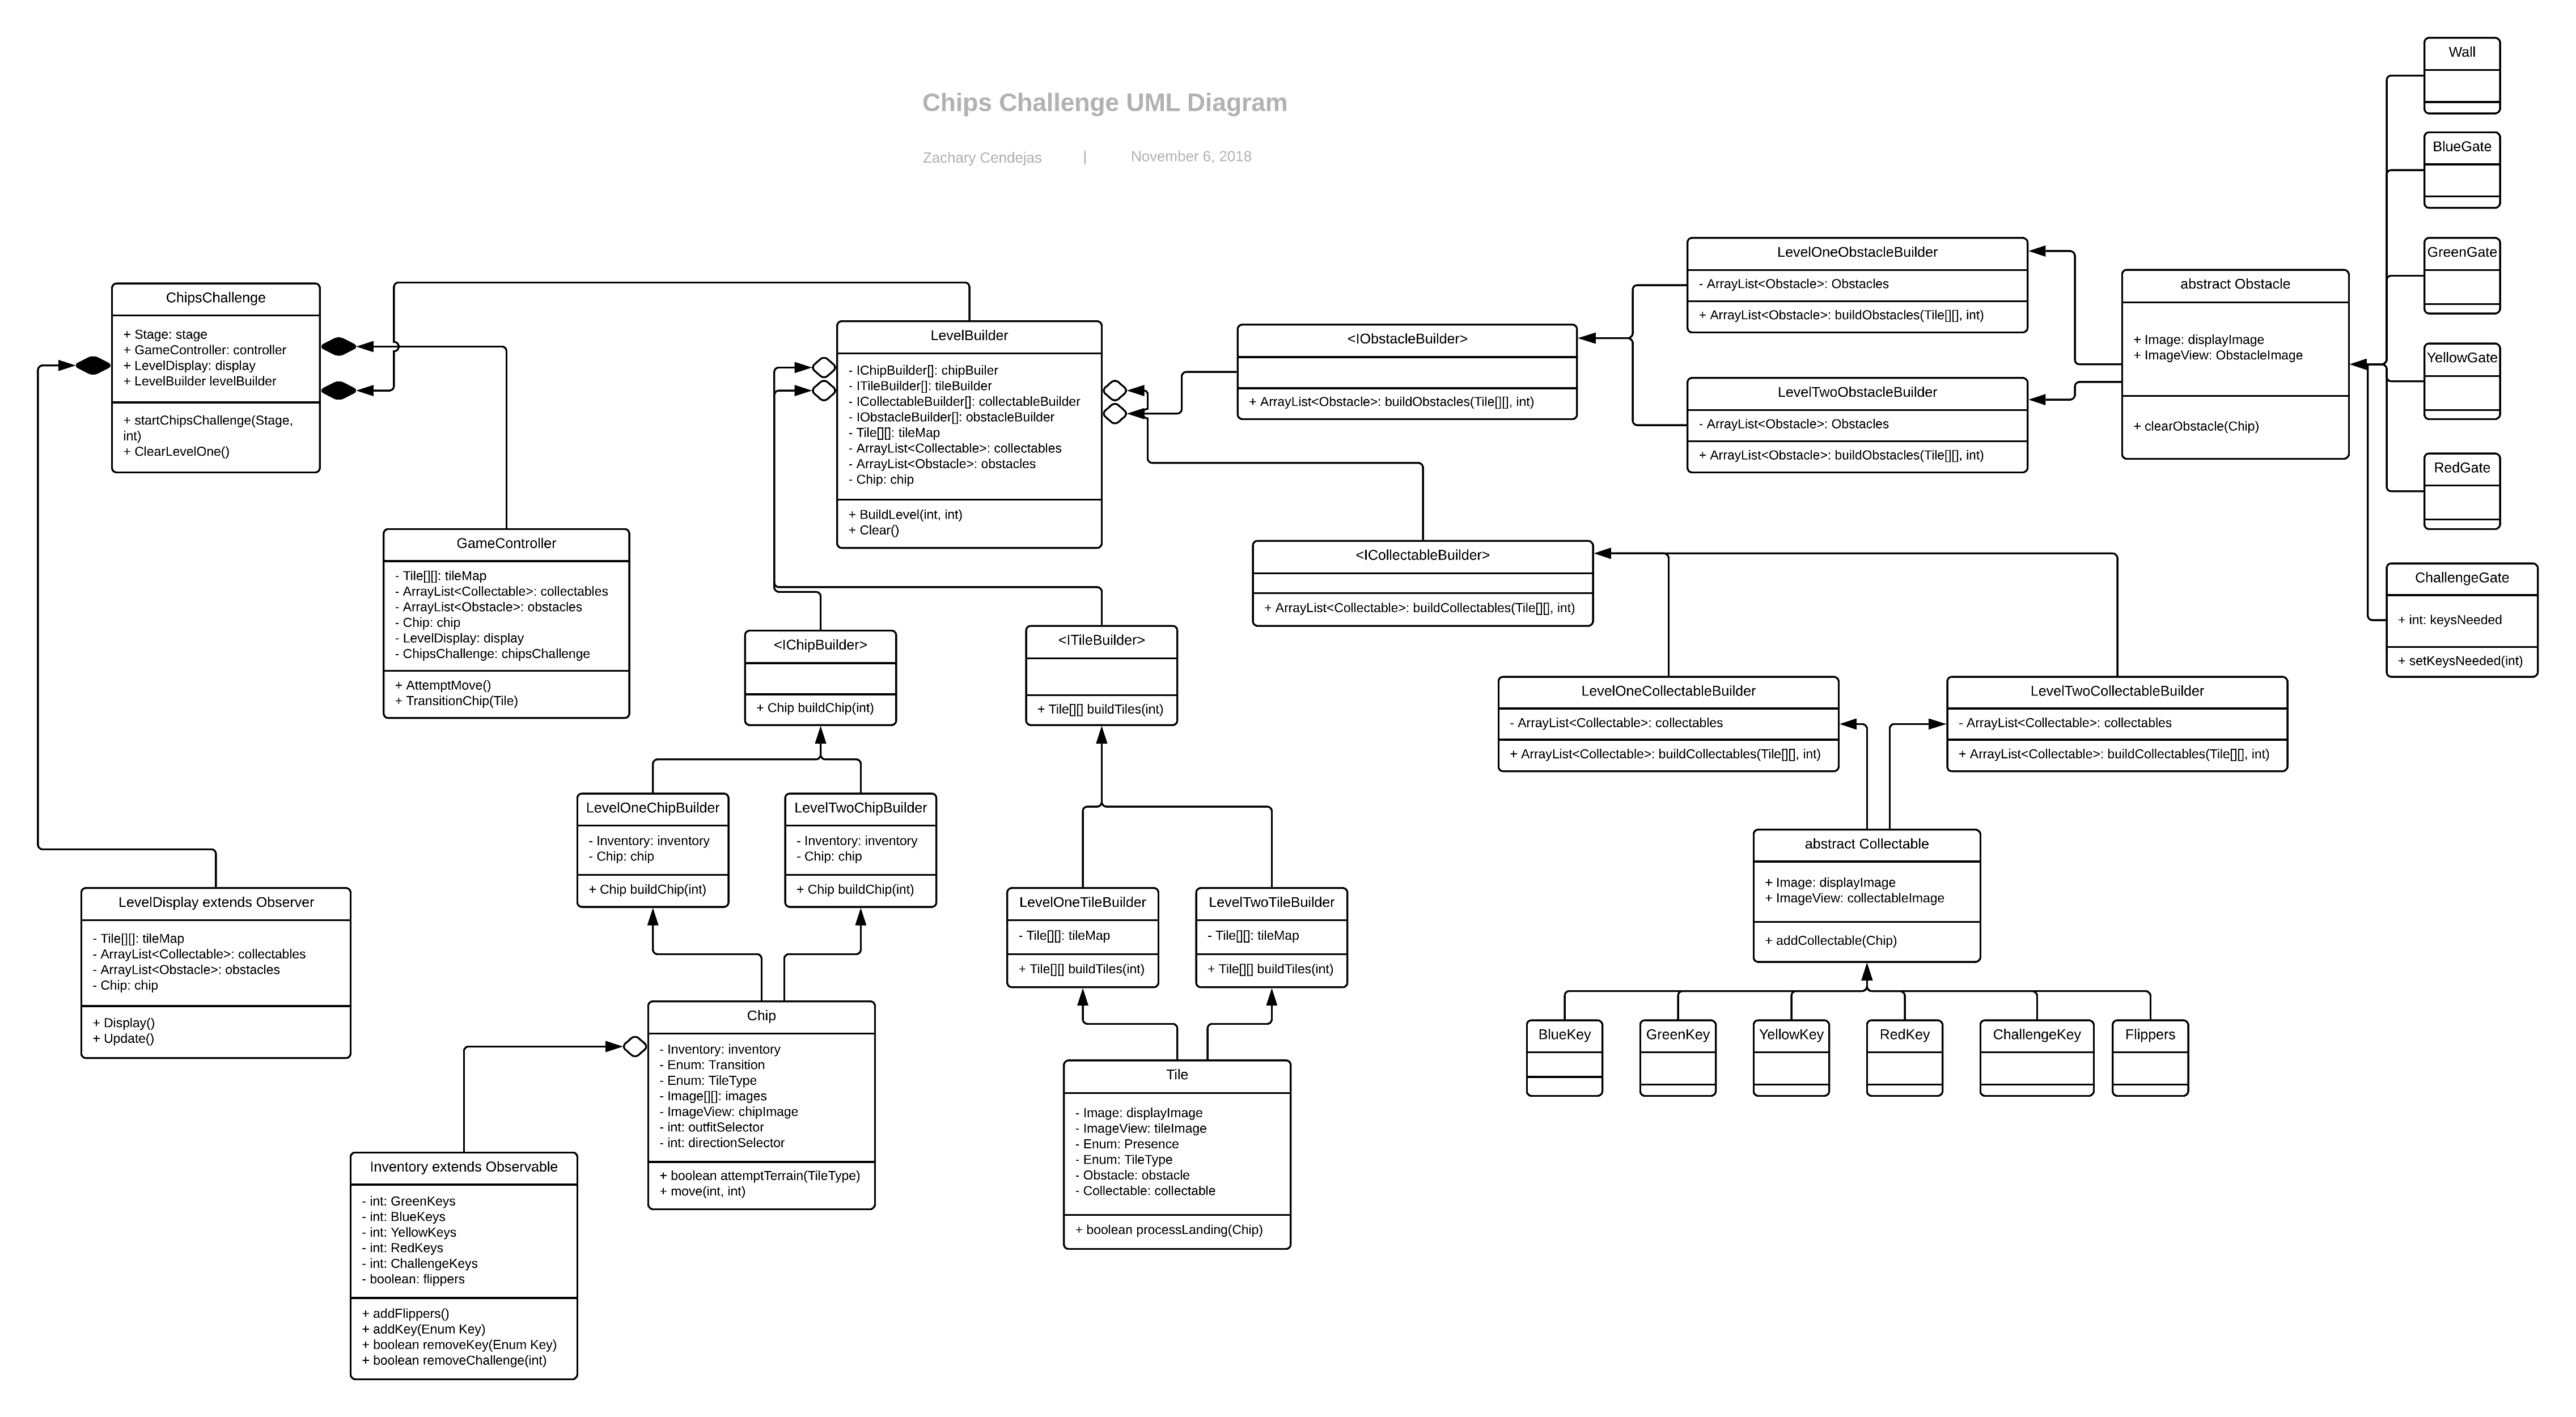 Chips Challenge UML Diagram
Zachary Cendejas | November 6, 2018
ChipsChallenge
+ Stage: stage
+ GameController: controller
+ LevelDisplay: display
+ LevelBuilder levelBuilder
+ startChipsChallenge(Stage,
int)
+ ClearLevelOne()
GameController
- Tile[][]: tileMap
- ArrayList<Collectable>: collectables
- ArrayList<Obstacle>: obstacles
- Chip: chip
- LevelDisplay: display
- ChipsChallenge: chipsChallenge
+ AttemptMove()
+ TransitionChip(Tile)
LevelDisplay extends Observer
- Tile[][]: tileMap
- ArrayList<Collectable>: collectables
- ArrayList<Obstacle>: obstacles
- Chip: chip
+ Display()
+ Update()
LevelBuilder
- IChipBuilder[]: chipBuiler
- ITileBuilder[]: tileBuilder
- ICollectableBuilder[]: collectableBuilder
- IObstacleBuilder[]: obstacleBuilder
- Tile[][]: tileMap
- ArrayList<Collectable>: collectables
- ArrayList<Obstacle>: obstacles
- Chip: chip
+ BuildLevel(int, int)
+ Clear()
<IChipBuilder>
+ Chip buildChip(int)
<ITileBuilder>
+ Tile[][] buildTiles(int)
LevelOneChipBuilder
- Inventory: inventory
- Chip: chip
+ Chip buildChip(int)
LevelTwoChipBuilder
- Inventory: inventory
- Chip: chip
+ Chip buildChip(int)
Chip
- Inventory: inventory
- Enum: Transition
- Enum: TileType
- Image[][]: images
- ImageView: chipImage
- int: outfitSelector
- int: directionSelector
+ boolean attemptTerrain(TileType)
+ move(int, int)
Inventory extends Observable
- int: GreenKeys
- int: BlueKeys
- int: YellowKeys
- int: RedKeys
- int: ChallengeKeys
- boolean: flippers
+ addFlippers()
+ addKey(Enum Key)
+ boolean removeKey(Enum Key)
+ boolean removeChallenge(int)
LevelOneTileBuilder
- Tile[][]: tileMap
+ Tile[][] buildTiles(int)
LevelTwoTileBuilder
- Tile[][]: tileMap
+ Tile[][] buildTiles(int)
Tile
- Image: displayImage
- ImageView: tileImage
- Enum: Presence
- Enum: TileType
- Obstacle: obstacle
- Collectable: collectable
+ boolean processLanding(Chip)
<IObstacleBuilder>
+ ArrayList<Obstacle>: buildObstacles(Tile[][], int)
LevelOneObstacleBuilder
- ArrayList<Obstacle>: Obstacles
+ ArrayList<Obstacle>: buildObstacles(Tile[][], int)
LevelTwoObstacleBuilder
- ArrayList<Obstacle>: Obstacles
+ ArrayList<Obstacle>: buildObstacles(Tile[][], int)
abstract Obstacle
+ Image: displayImage
+ ImageView: ObstacleImage
+ clearObstacle(Chip)
Wall
BlueGate
GreenGate
YellowGate
RedGate
ChallengeGate
+ int: keysNeeded
+ setKeysNeeded(int)
<ICollectableBuilder>
+ ArrayList<Collectable>: buildCollectables(Tile[][], int)
LevelOneCollectableBuilder
- ArrayList<Collectable>: collectables
+ ArrayList<Collectable>: buildCollectables(Tile[][], int)
LevelTwoCollectableBuilder
- ArrayList<Collectable>: collectables
+ ArrayList<Collectable>: buildCollectables(Tile[][], int)
abstract Collectable
+ Image: displayImage
+ ImageView: collectableImage
+ addCollectable(Chip)
BlueKey
GreenKey
YellowKey
RedKey
ChallengeKey
Flippers